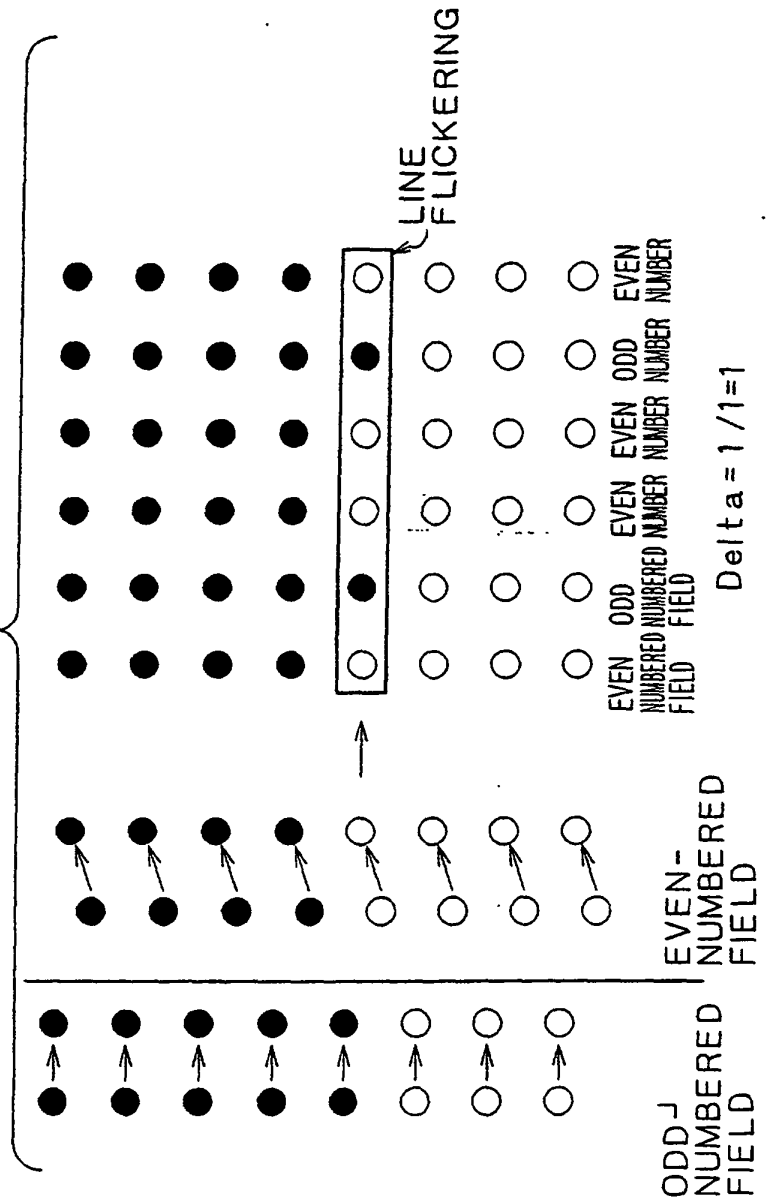 ODD-
NUMBERED
FIELD
EVEN-
NUMBERED
FIELD
EVEN
NUMBERED
FIELD
ODD
NUMBERED
FIELD
EVEN
NUMBER
EVEN
NUMBER
ODD
NUMBER
EVEN
NUMBER
LINE
FLICKERING
Delta = 1/1=1